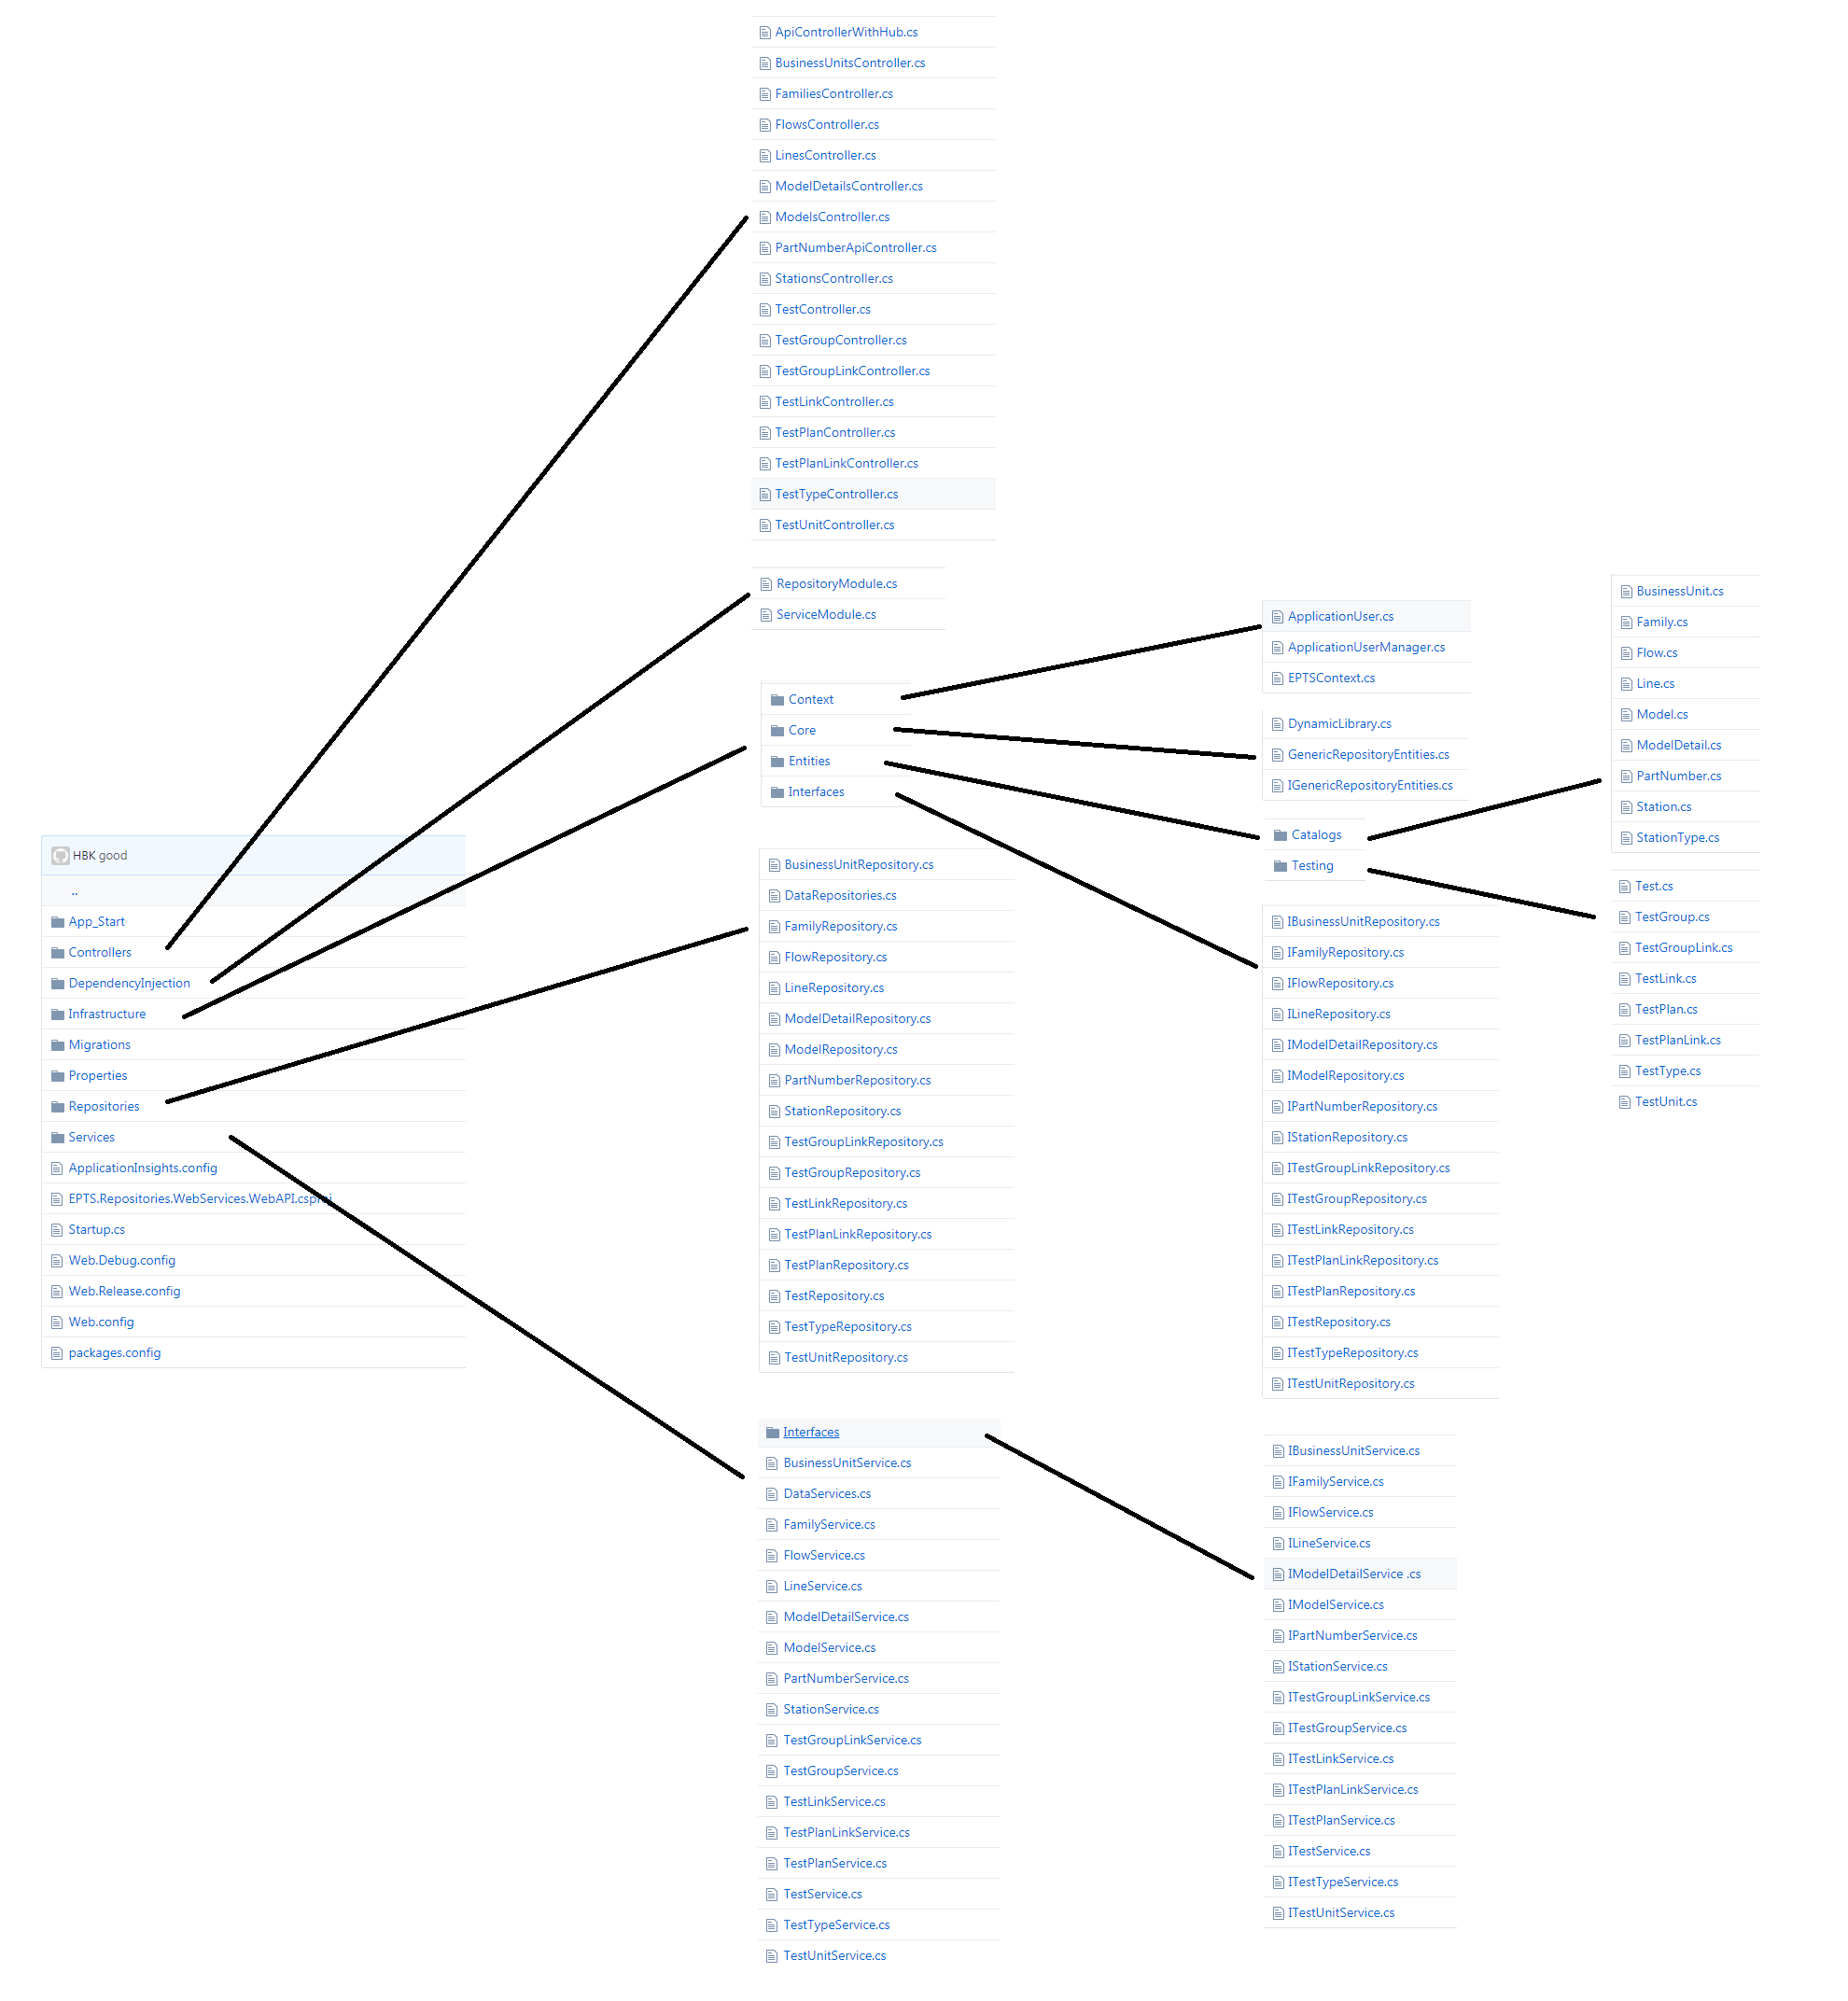 HBK good
..
App_Start
Controllers
DependencyInjection
Infrastructure
Migrations
Properties
Repositories
Services
ApplicationInsights.config
EPTS.Repositories.WebServices.WebAPI.csproj
Startup.cs
Web.Debug.config
Web.Release.config
Web.config
packages.config
ApiControllerWithHub.cs
BusinessUnitsController.cs
FamiliesController.cs
FlowsController.cs
LinesController.cs
ModelDetailsController.cs
ModelsController.cs
PartNumberApiController.cs
StationsController.cs
TestController.cs
TestGroupController.cs
TestGroupLinkController.cs
TestLinkController.cs
TestPlanController.cs
TestPlanLinkController.cs
TestTypeController.cs
TestUnitController.cs
RepositoryModule.cs
ServiceModule.cs
Context
Core
Entities
Interfaces
BusinessUnitRepository.cs
DataRepositories.cs
FamilyRepository.cs
FlowRepository.cs
LineRepository.cs
ModelDetailRepository.cs
ModelRepository.cs
PartNumberRepository.cs
StationRepository.cs
TestGroupLinkRepository.cs
TestGroupRepository.cs
TestLinkRepository.cs
TestPlanLinkRepository.cs
TestPlanRepository.cs
TestRepository.cs
TestTypeRepository.cs
TestUnitRepository.cs
Interfaces
BusinessUnitService.cs
DataServices.cs
FamilyService.cs
FlowService.cs
LineService.cs
ModelDetailService.cs
ModelService.cs
PartNumberService.cs
StationService.cs
TestGroupLinkService.cs
TestGroupService.cs
TestLinkService.cs
TestPlanLinkService.cs
TestPlanService.cs
TestService.cs
TestTypeService.cs
TestUnitService.cs
ApplicationUser.cs
ApplicationUserManager.cs
EPTSContext.cs
DynamicLibrary.cs
GenericRepositoryEntities.cs
IGenericRepositoryEntities.cs
Catalogs
Testing
IBusinessUnitRepository.cs
IFamilyRepository.cs
IFlowRepository.cs
ILineRepository.cs
IModelDetailRepository.cs
IModelRepository.cs
IPartNumberRepository.cs
IStationRepository.cs
ITestGroupLinkRepository.cs
ITestGroupRepository.cs
ITestLinkRepository.cs
ITestPlanLinkRepository.cs
ITestPlanRepository.cs
ITestRepository.cs
ITestTypeRepository.cs
ITestUnitRepository.cs
IBusinessUnitService.cs
IFamilyService.cs
IFlowService.cs
ILineService.cs
IModelDetailService .cs
IModelService.cs
IPartNumberService.cs
IStationService.cs
ITestGroupLinkService.cs
ITestGroupService.cs
ITestLinkService.cs
ITestPlanLinkService.cs
ITestPlanService.cs
ITestService.cs
ITestTypeService.cs
ITestUnitService.cs
BusinessUnit.cs
Family.cs
Flow.cs
Line.cs
Model.cs
ModelDetail.cs
PartNumber.cs
Station.cs
StationType.cs
Test.cs
TestGroup.cs
TestGroupLink.cs
TestLink.cs
TestPlan.cs
TestPlanLink.cs
TestType.cs
TestUnit.cs